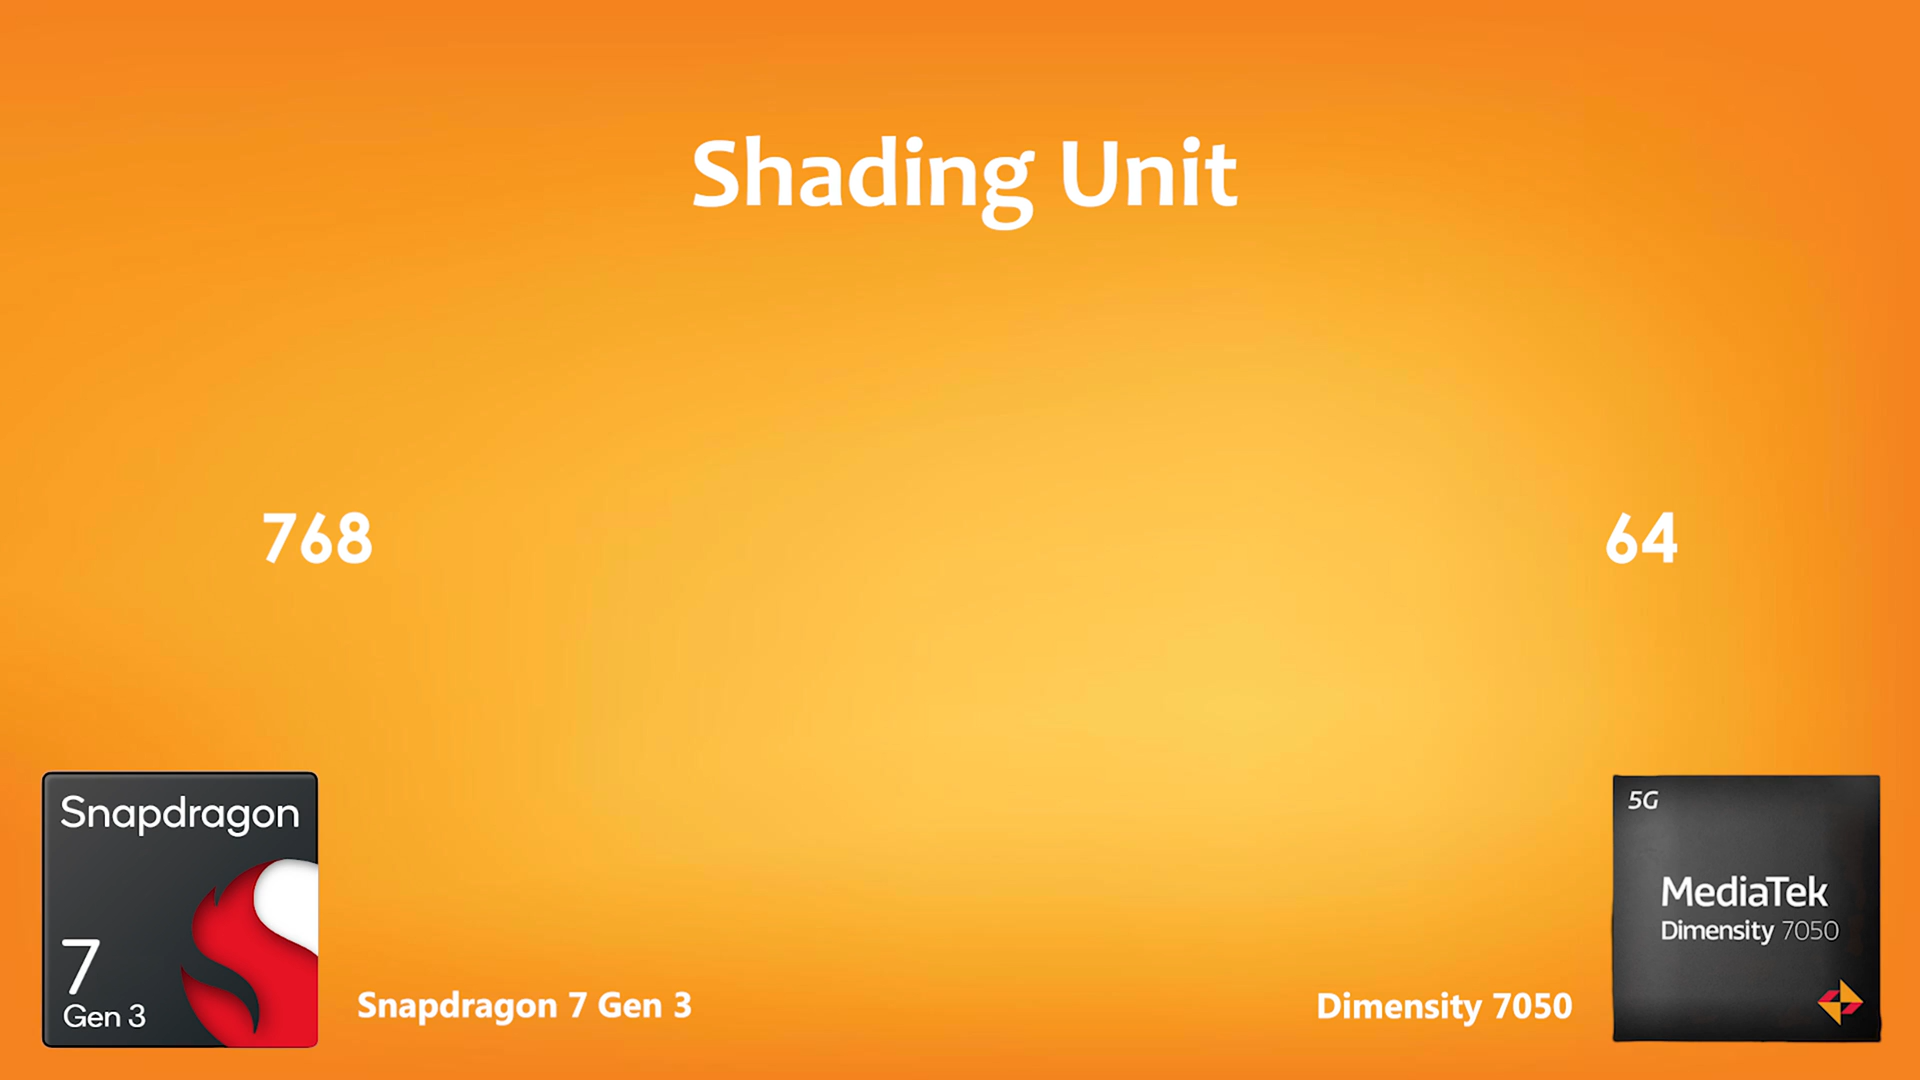 Shading Unit
768
64
Snapdragon
7
Gen 3
Snapdragon 7 Gen 3
Dimensity 7050
5G
MediaTek
Dimensity 7050